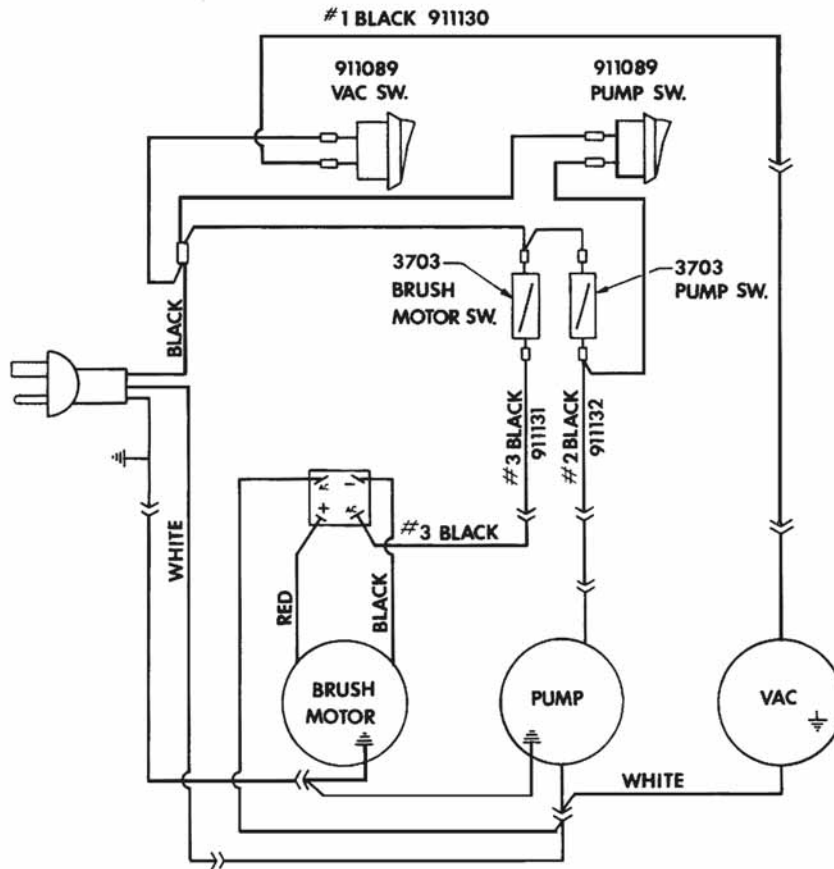 #1 BLACK 911130
911089
VAC SW.
911089
PUMP SW.
3703
BRUSH
MOTOR SW.
3703
PUMP SW.
BLACK
#3 BLACK
911131
#2 BLACK
911132
+
-
#3 BLACK
WHITE
RED
BLACK
BRUSH
MOTOR
PUMP
VAC
WHITE